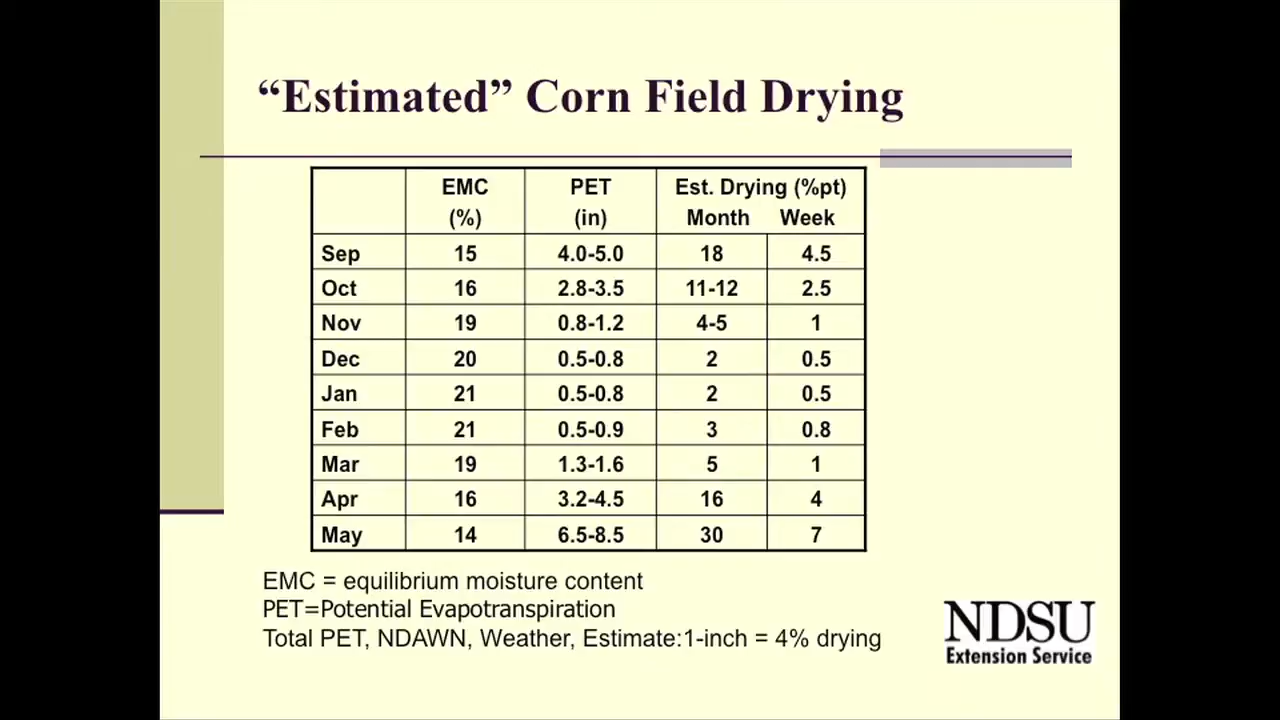 “Estimated” Corn Field Drying
EMC PET Est. Drying (%pt)
(%) (in) Month Week
Sep 15 4.0-5.0 18 4.5
Oct 16 2.8-3.5 11-12 2.5
Nov 19 0.8-1.2 4-5 1
Dec 20 0.5-0.8 2 0.5
Jan 21 0.5-0.8 2 0.5
Feb 21 0.5-0.9 3 0.8
Mar 19 1.3-1.6 5 1
Apr 16 3.2-4.5 16 4
May 14 6.5-8.5 30 7
EMC = equilibrium moisture content
PET=Potential Evapotranspiration
Total PET, NDAWN, Weather, Estimate:1-inch = 4% drying
NDSU
Extension Service